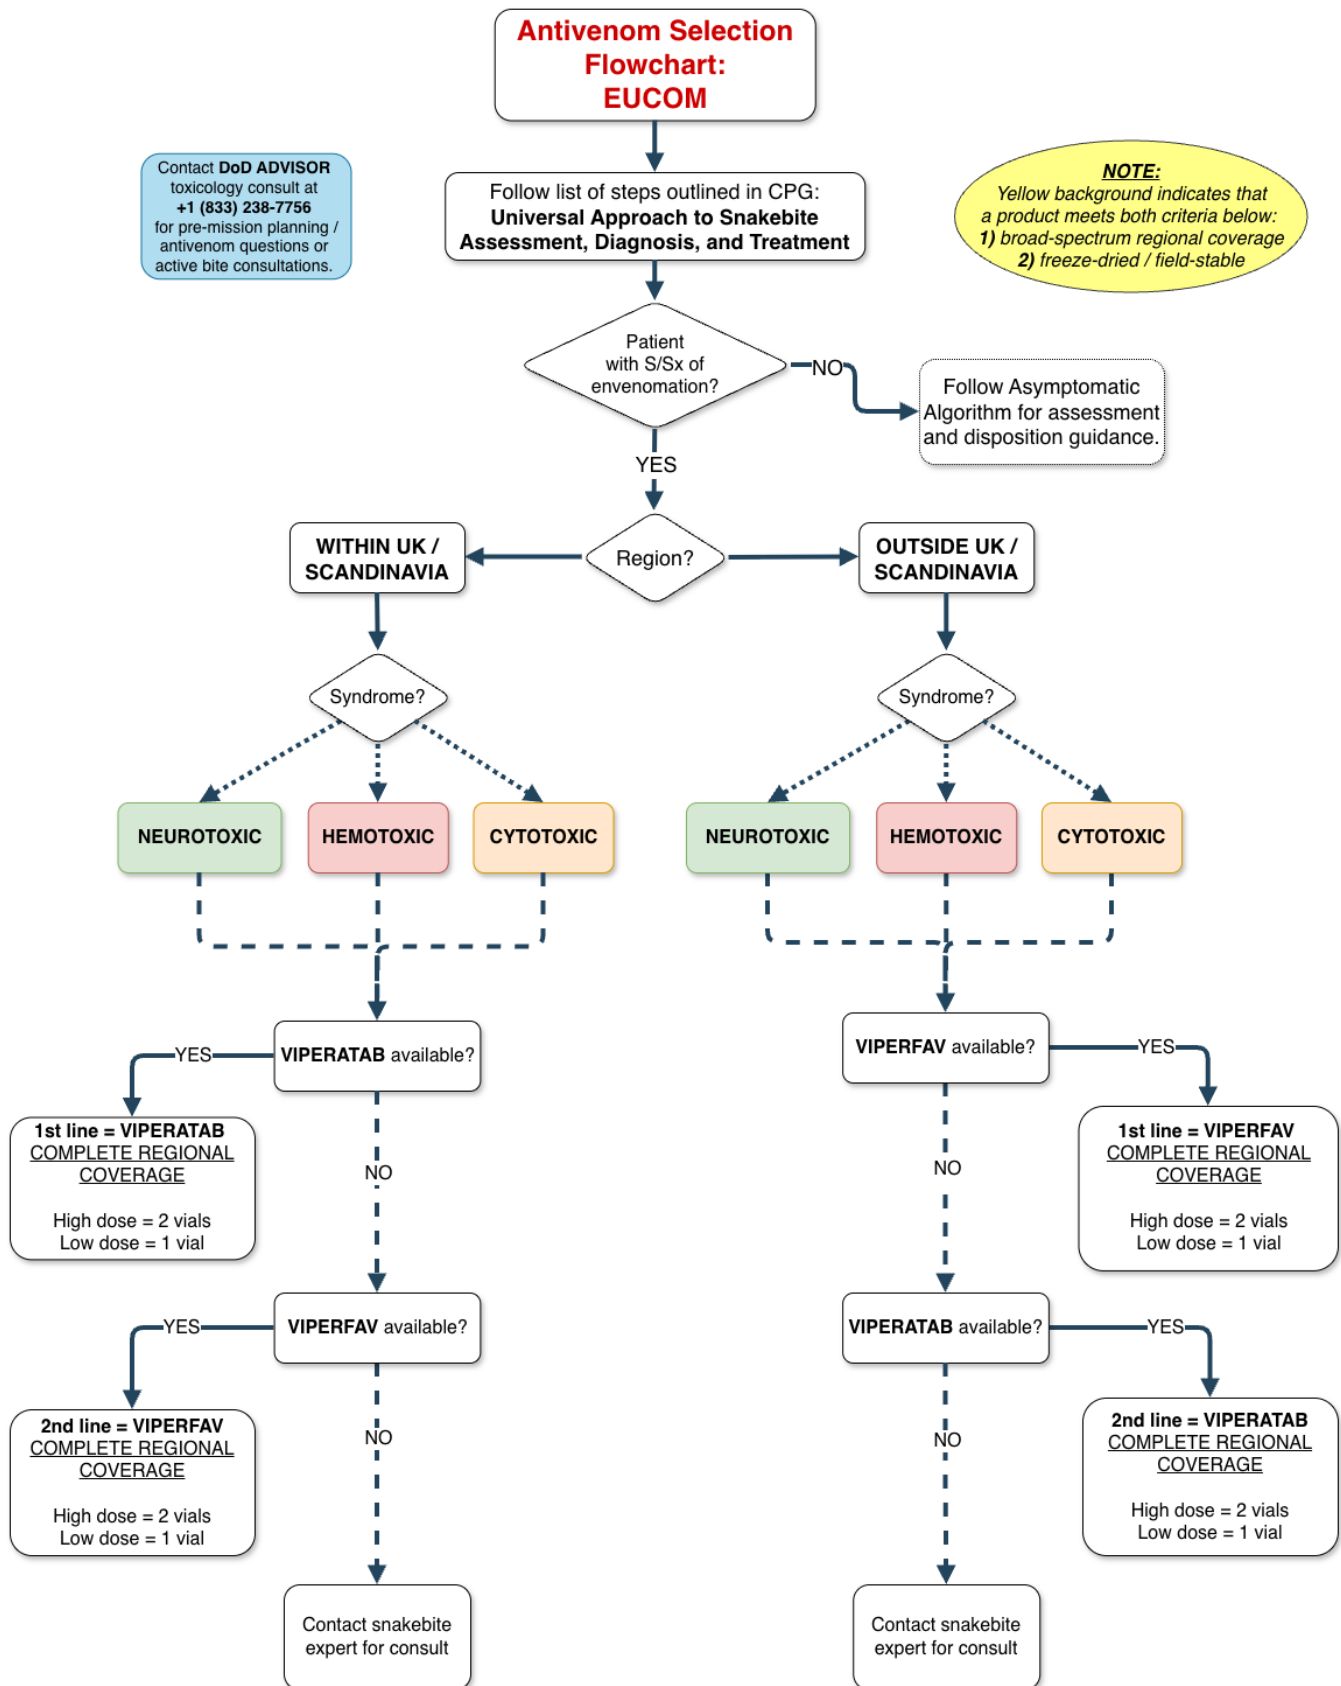 Antivenom Selection
Flowchart:
EUCOM
Contact DoD ADVISOR
toxicology consult at
+1 (833) 238-7756
for pre-mission planning /
antivenom questions or
active bite consultations.
Follow list of steps outlined in CPG:
Universal Approach to Snakebite
Assessment, Diagnosis, and Treatment
NOTE:
Yellow background indicates that
a product meets both criteria below:
1) broad-spectrum regional coverage
2) freeze-dried / field-stable
Patient
with S/Sx of
envenomation?
NO
Follow Asymptomatic
Algorithm for assessment
and disposition guidance.
YES
Region?
WITHIN UK /
SCANDINAVIA
OUTSIDE UK /
SCANDINAVIA
Syndrome?
Syndrome?
NEUROTOXIC
HEMOTOXIC
CYTOTOXIC
NEUROTOXIC
HEMOTOXIC
CYTOTOXIC
VIPERATAB available?
YES
1st line = VIPERATAB
COMPLETE REGIONAL
COVERAGE
High dose = 2 vials
Low dose = 1 vial
NO
VIPERFAV available?
YES
2nd line = VIPERFAV
COMPLETE REGIONAL
COVERAGE
High dose = 2 vials
Low dose = 1 vial
NO
Contact snakebite
expert for consult
VIPERFAV available?
YES
1st line = VIPERFAV
COMPLETE REGIONAL
COVERAGE
High dose = 2 vials
Low dose = 1 vial
NO
VIPERATAB available?
YES
2nd line = VIPERATAB
COMPLETE REGIONAL
COVERAGE
High dose = 2 vials
Low dose = 1 vial
NO
Contact snakebite
expert for consult